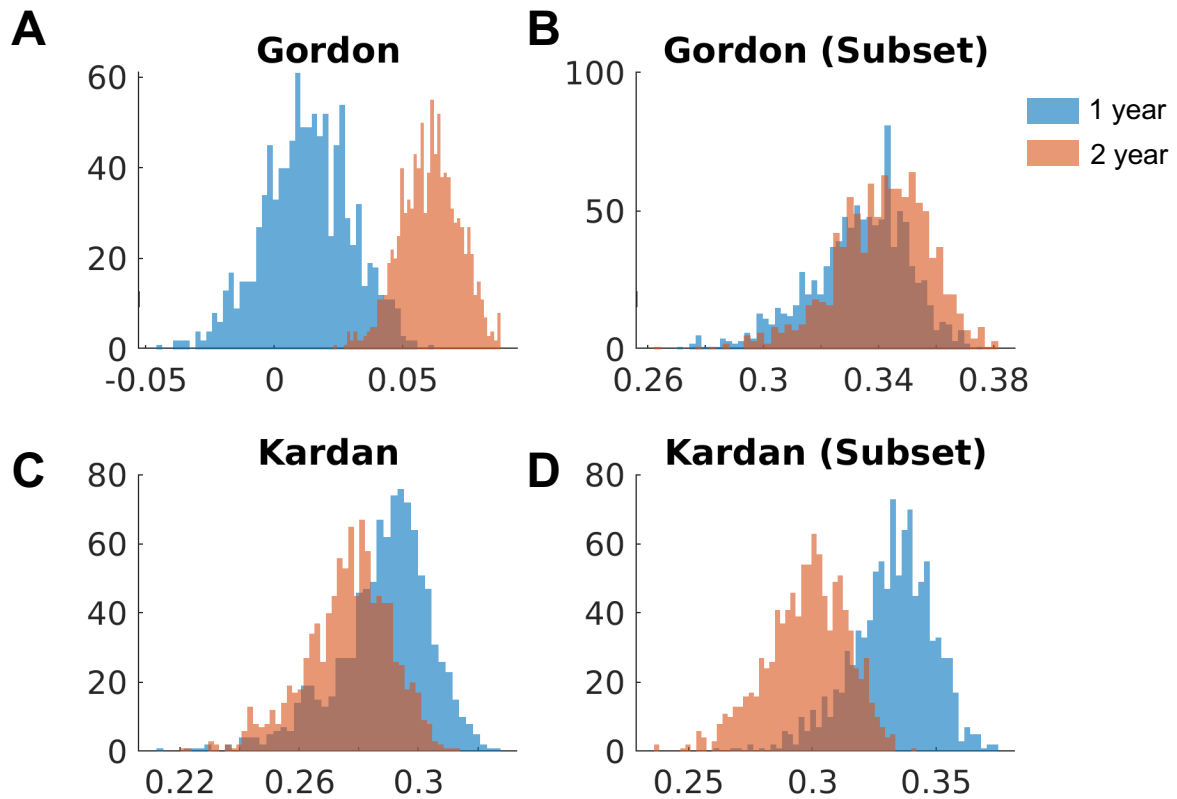 A
Gordon
60
40
20
0
-0.05 0 0.05
B
Gordon (Subset)
100
50
0
0.26 0.3 0.34 0.38
1 year
2 year
C
Kardan
80
60
40
20
0
0.22 0.26 0.3
D
Kardan (Subset)
80
60
40
20
0
0.25 0.3 0.35